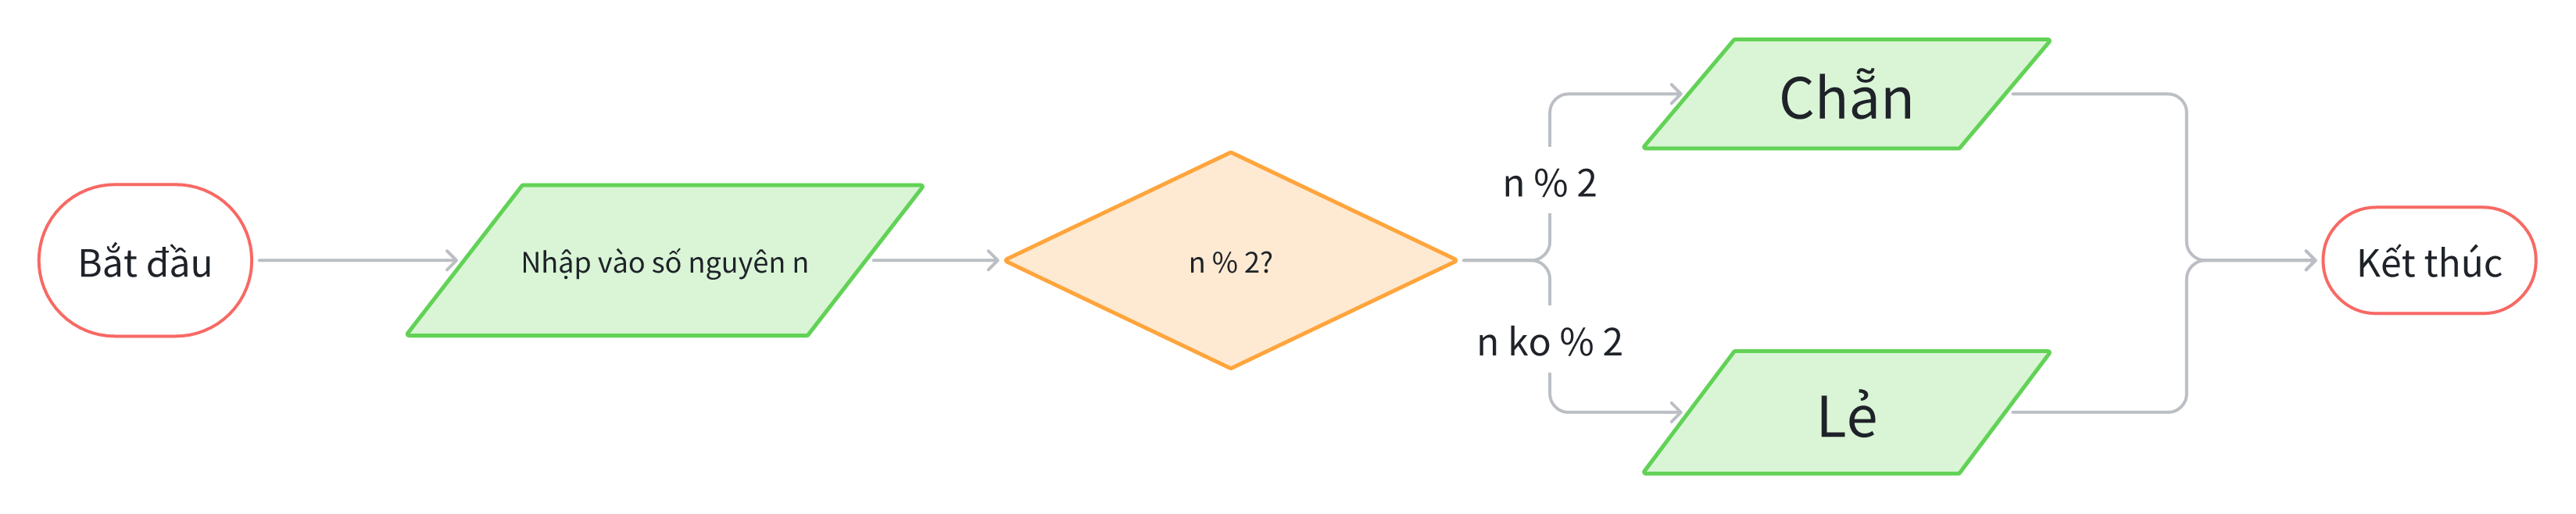 Bắt đầu
Nhập vào số nguyên n
n % 2?
n % 2
Chẵn
n ko % 2
Lẻ
Kết thúc